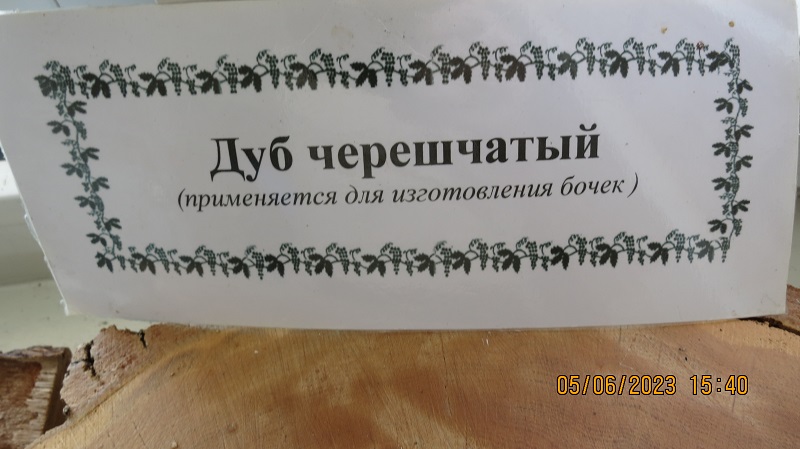 Дуб черешчатый
(применяется для изготовления бочек )
05/06/2023 15:40